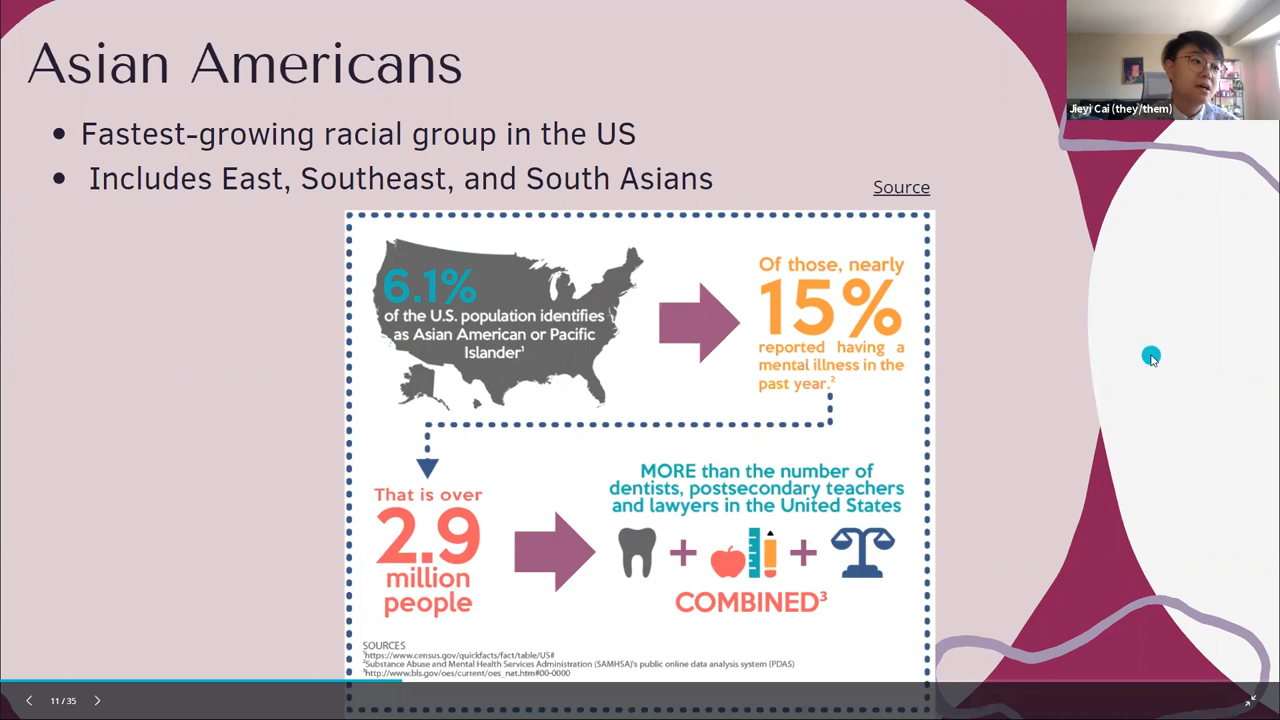 Asian Americans
Jieyi Cai (they/them)
• Fastest-growing racial group in the US
• Includes East, Southeast, and South Asians
Source
6.1%
of the U.S. population identifies
as Asian American or Pacific
Islander¹
Of those, nearly
15%
reported having a
mental illness in the
past year.²
That is over
2.9
million
people
MORE than the number of
dentists, postsecondary teachers
and lawyers in the United States
COMBINED³
SOURCES
¹https://www.census.gov/quickfacts/fact/table/US#
²Substance Abuse and Mental Health Services Administration (SAMHSA)'s public online data analysis system (PDAS)
³http://www.bls.gov/oes/current/oes_nat.htm#00-0000
11 / 35